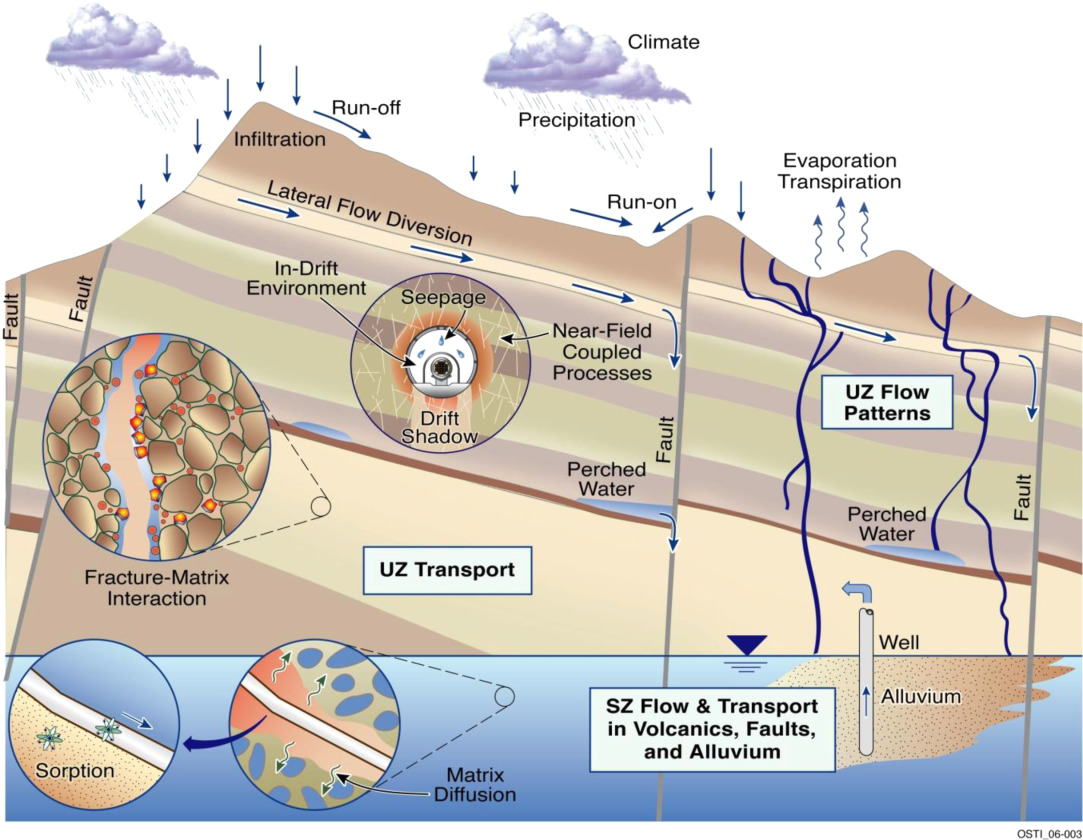 Climate
Precipitation
Run-off
Infiltration
Evaporation
Transpiration
Run-on
Lateral Flow Diversion
In-Drift
Environment
Seepage
Near-Field
Coupled
Processes
Drift
Shadow
Fault
Fault
Fault
Fault
UZ Flow
Patterns
Perched
Water
Perched
Water
Fracture-Matrix
Interaction
UZ Transport
Well
Alluvium
SZ Flow & Transport
in Volcanics, Faults,
and Alluvium
Sorption
Matrix
Diffusion
OSTI_06-003